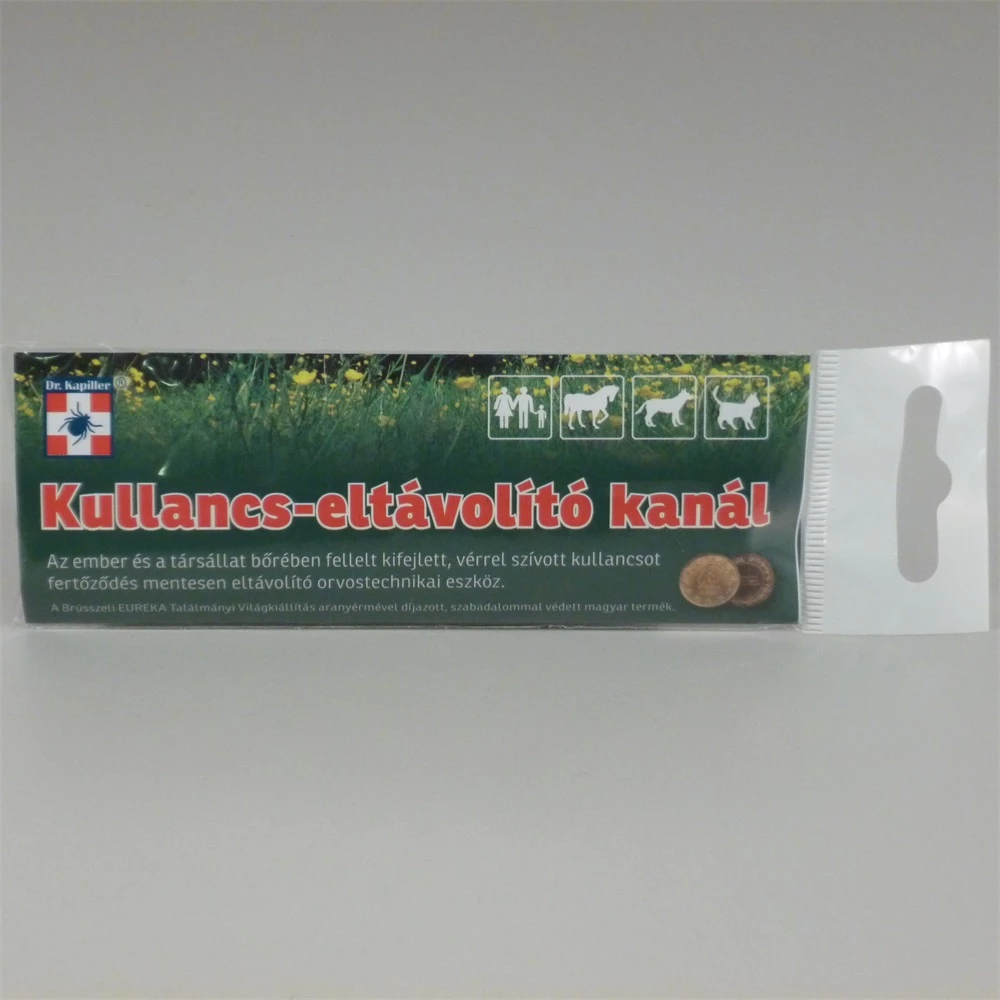 Dr. Kapiller ®
Kullancs-eltávolító kanál
Az ember és a társállat bőrében fellelt kifejlett, vérrel szívott kullancsot
fertőződés mentesen eltávolító orvostechnikai eszköz.
A Brüsszeli EUREKA Találmányi Világkiállítás aranyérmével díjazott, szabadalommal védett magyar termék.